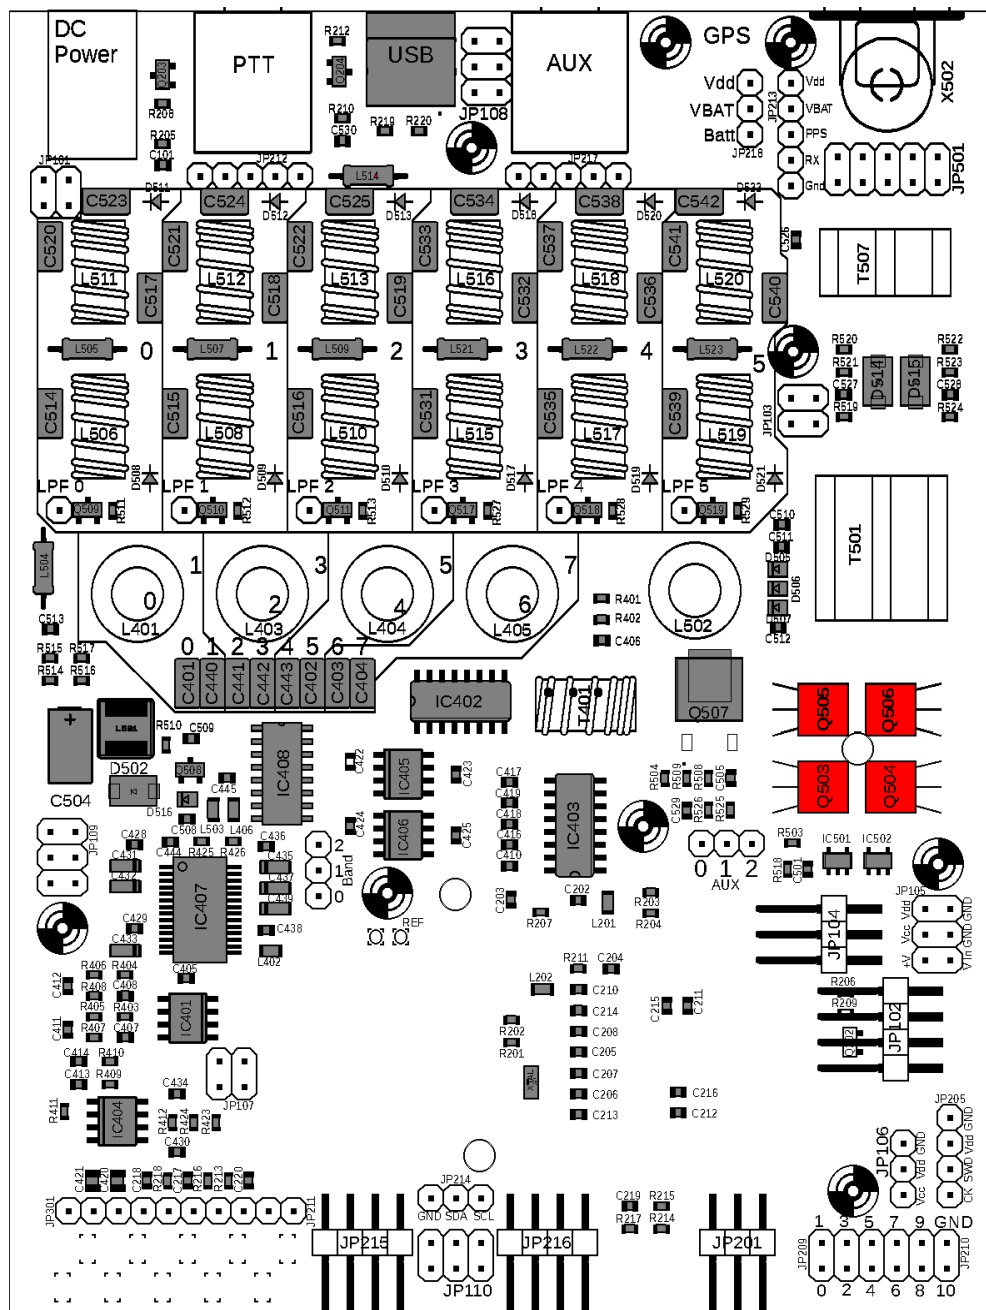 DC
Power
PTT
USB
AUX
GPS
X502
R212
Q203
Q204
R208
R210
C530
R219
R220
JP108
R205
C101
JP101
JP212
L514
JP217
Vdd
VBAT
Batt
JP218
JP213
Vdd
VBAT
PPS
RX
Gnd
JP501
C523
D511
C524
D512
C525
D513
C534
D518
C538
D520
C542
D522
C520
L511
C517
C521
L512
C518
C522
L513
C519
C533
L516
C532
C537
L518
C536
C541
L520
C540
C526
T507
L505
0
L507
1
L509
2
L521
3
L522
4
L523
5
R520
R521
C527
R519
D514
D515
R522
R523
C528
R524
C514
L506
C515
L508
C516
L510
C531
L515
C535
L517
C539
L519
JP103
D508
D509
D510
D517
D519
D521
LPF 0
LPF 1
LPF 2
LPF 3
LPF 4
LPF 5
Q509
R511
Q510
R512
Q511
R513
Q517
R527
Q518
R528
Q519
R529
C510
C511
D505
D506
D507
C512
T501
L504
C513
R515
R517
R514
R516
1
3
5
7
0
2
4
6
L401
L403
L404
L405
L502
R401
R402
C406
0 1 2 3 4 5 6 7
C401
C440
C441
C442
C443
C402
C403
C404
IC402
T401
Q507
Q505
Q506
Q503
Q504
C504
L501
R510
C509
D502
Q508
C445
D516
C508
L503
L406
IC408
C422
IC405
C423
C424
IC406
C425
C417
C419
C418
C416
C410
IC403
R504
R509
R508
C505
C529
R526
R525
0 1 2
AUX
R503
IC501
IC502
R518
C501
JP109
C428
C431
C432
C444
R425
R426
IC407
C429
C433
C436
C435
C437
C439
C438
L402
2
1
0
Band
REF
C203
C202
R207
L201
R203
R204
JP105
Vdd
GND
Vcc
GND
+V
Vin
GND
JP104
R206
R209
JP102
R406
R404
C412
R408
C408
R405
R403
C411
R407
C407
C405
IC401
C414
R410
C413
R409
R411
IC404
C434
R412
R424
R423
C430
JP107
R211
C204
L202
C210
C214
C215
C211
R202
R201
C208
C205
C207
C206
C213
XTAL
C216
C212
JP205
GND
Vdd
SWD
CK
JP106
GND
Vdd
Vcc
C421
C420
C218
R218
C217
R216
R213
C220
JP301
JP211
JP214
GND SDA SCL
JP215
JP110
JP216
C219
R215
R217
R214
JP201
1 3 5 7 9 GND
JP209
JP210
0 2 4 6 8 10